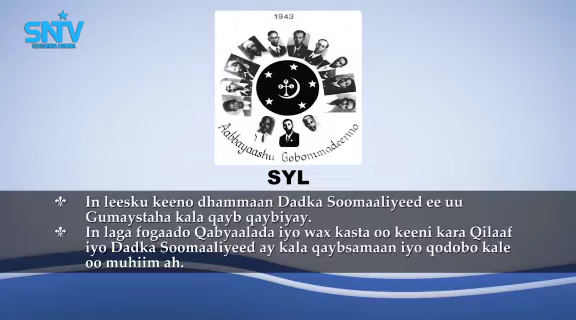 SNTV
1943
Aabbayaashu Gobonimadeenno
SYL
In leesku keeno dhammaan Dadka Soomaaliyeed ee uu
Gumaystaha kala qayb qaybiyay.
In laga fogaado Qabyaalada iyo wax kasta oo keeni kara Qilaaf
iyo Dadka Soomaaliyeed ay kala qaybsamaan iyo qodobo kale
oo muhiim ah.